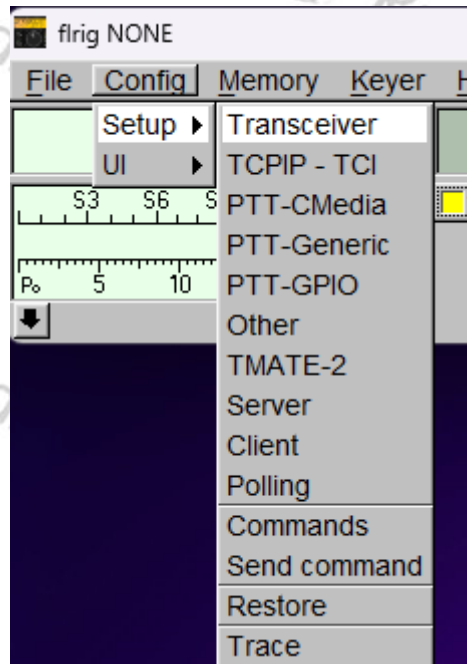 flrig NONE
File Config Memory Keyer H
Setup
UI
Transceiver
TCPIP - TCI
PTT-CMedia
PTT-Generic
PTT-GPIO
Other
TMATE-2
Server
Client
Polling
Commands
Send command
Restore
Trace
S3 S6 S
Po 5 10